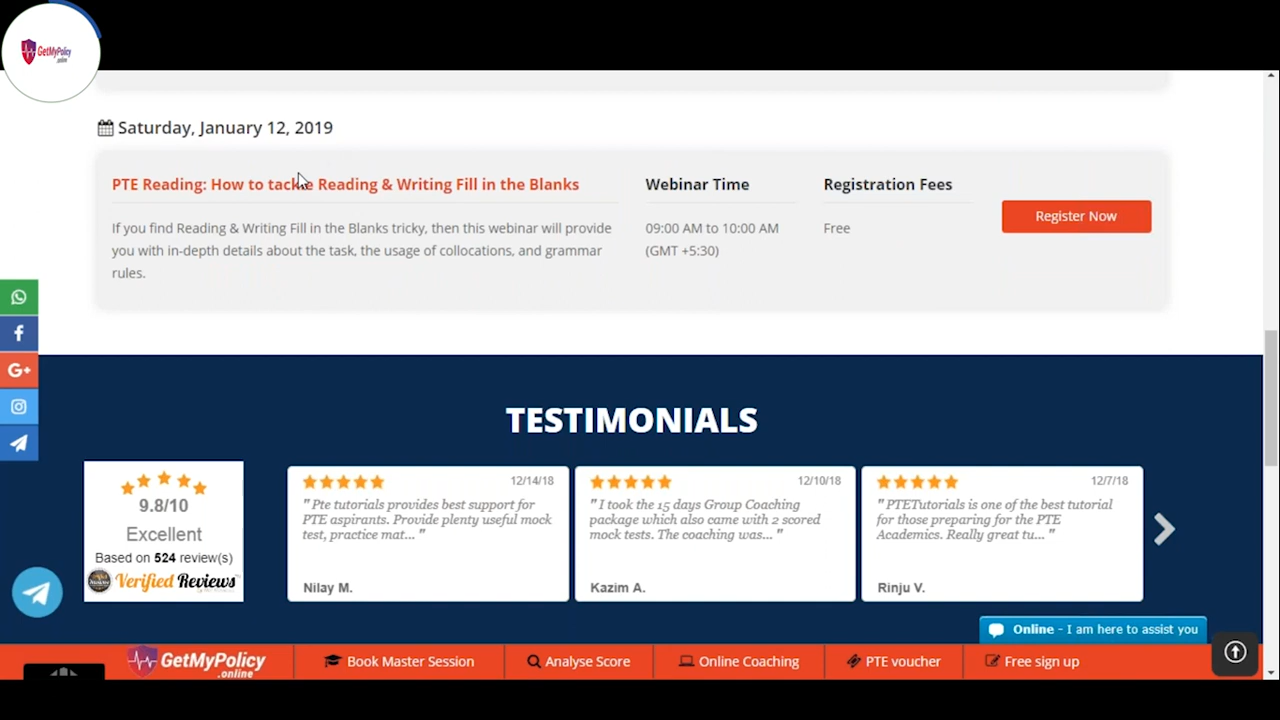 GetMyPolicy
.online
Saturday, January 12, 2019
PTE Reading: How to tackle Reading & Writing Fill in the Blanks
Webinar Time
Registration Fees
Register Now
If you find Reading & Writing Fill in the Blanks tricky, then this webinar will provide
you with in-depth details about the task, the usage of collocations, and grammar
rules.
09:00 AM to 10:00 AM
(GMT +5:30)
Free
TESTIMONIALS
9.8/10
Excellent
Based on 524 review(s)
Verified Reviews
12/14/18
" Pte tutorials provides best support for
PTE aspirants. Provide plenty useful mock
test, practice mat... "
Nilay M.
12/10/18
" I took the 15 days Group Coaching
package which also came with 2 scored
mock tests. The coaching was... "
Kazim A.
12/7/18
" PTETutorials is one of the best tutorial
for those preparing for the PTE
Academics. Really great tu... "
Rinju V.
Online - I am here to assist you
GetMyPolicy
.online
Book Master Session
Analyse Score
Online Coaching
PTE voucher
Free sign up